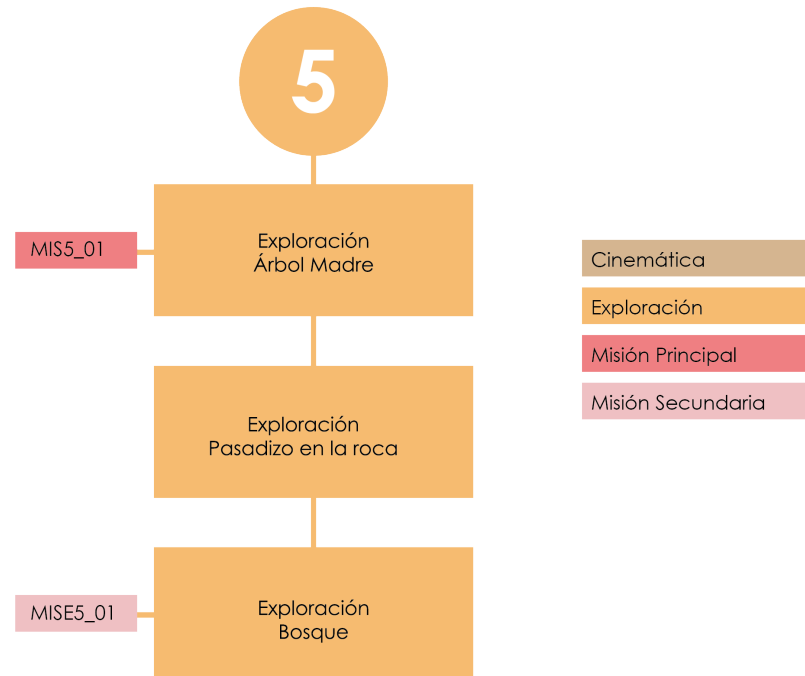 5
MIS5_01
Exploración
Árbol Madre
Exploración
Pasadizo en la roca
MISE5_01
Exploración
Bosque
Cinemática
Exploración
Misión Principal
Misión Secundaria